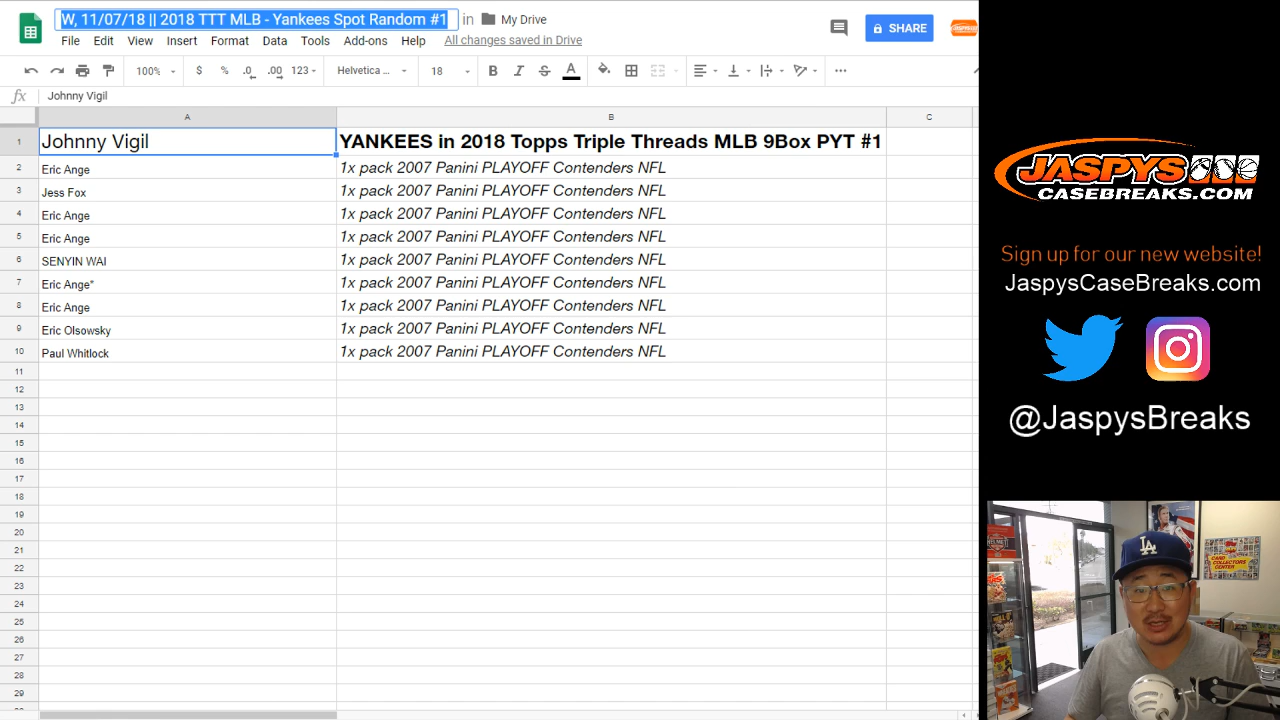 W, 11/07/18 || 2018 TTT MLB - Yankees Spot Random #1 in My Drive
File Edit View Insert Format Data Tools Add-ons Help All changes saved in Drive
SHARE
100% $ % .0 .00 123 Helvetica ... 18 B I S A
fx Johnny Vigil
A B C
1 Johnny Vigil YANKEES in 2018 Topps Triple Threads MLB 9Box PYT #1
2 Eric Ange 1x pack 2007 Panini PLAYOFF Contenders NFL
3 Jess Fox 1x pack 2007 Panini PLAYOFF Contenders NFL
4 Eric Ange 1x pack 2007 Panini PLAYOFF Contenders NFL
5 Eric Ange 1x pack 2007 Panini PLAYOFF Contenders NFL
6 SENYIN WAI 1x pack 2007 Panini PLAYOFF Contenders NFL
7 Eric Ange* 1x pack 2007 Panini PLAYOFF Contenders NFL
8 Eric Ange 1x pack 2007 Panini PLAYOFF Contenders NFL
9 Eric Olsowsky 1x pack 2007 Panini PLAYOFF Contenders NFL
10 Paul Whitlock 1x pack 2007 Panini PLAYOFF Contenders NFL
11
12
13
14
15
16
17
18
19
20
21
22
23
24
25
26
27
28
29
JASPYS
CASEBREAKS.COM
Sign up for our new website!
JaspysCaseBreaks.com
@JaspysBreaks
LA
CARD
COLLECTORS
CENTER